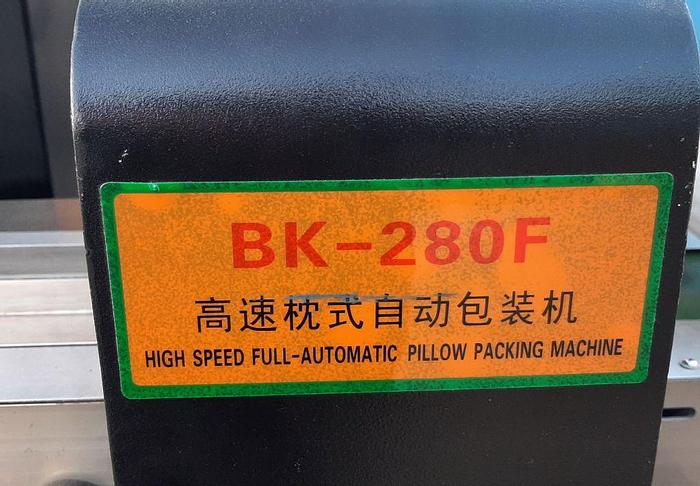 BK-280F
高速枕式自动包装机
HIGH SPEED FULL-AUTOMATIC PILLOW PACKING MACHINE